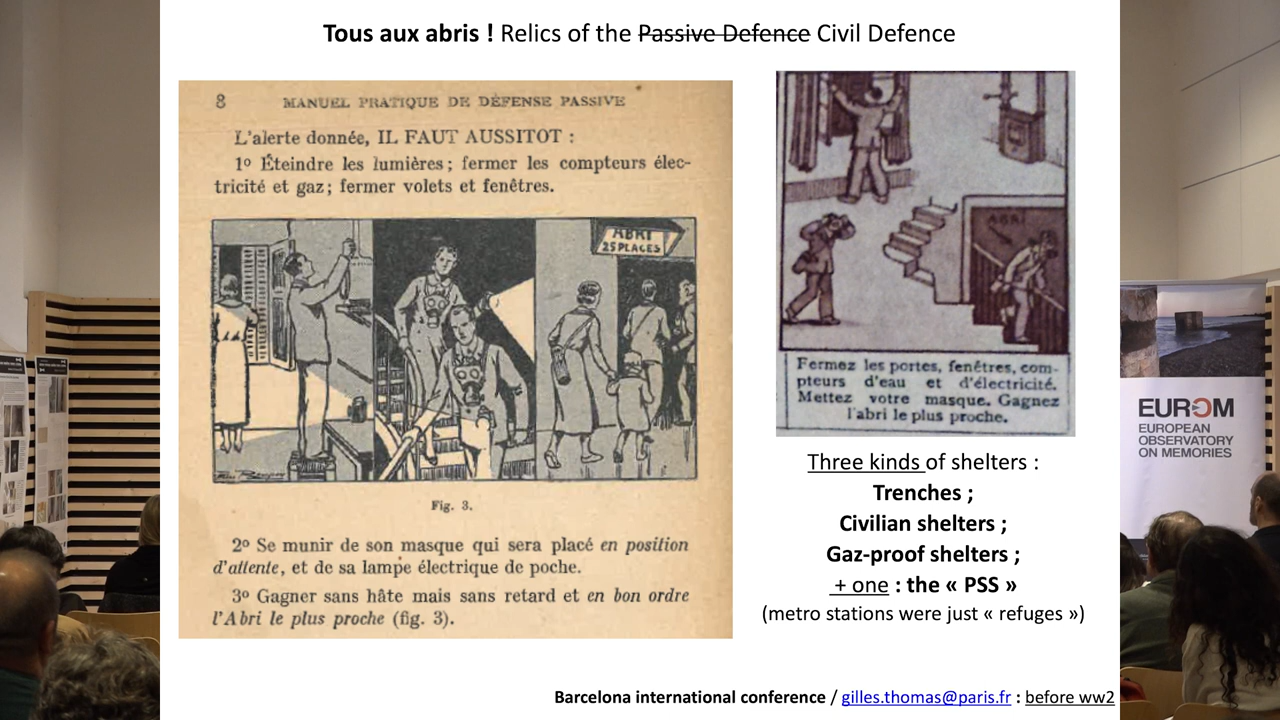 Tous aux abris ! Relics of the Passive Defence Civil Defence
8 MANUEL PRATIQUE DE DÉFENSE PASSIVE
L'alerte donnée, IL FAUT AUSSITOT :
1º Éteindre les lumières ; fermer les compteurs élec-
tricité et gaz ; fermer volets et fenêtres.
ABRI
25 PLACES
Fig. 3.
2º Se munir de son masque qui sera placé en position
d'attente, et de sa lampe électrique de poche.
3º Gagner sans hâte mais sans retard et en bon ordre
l'Abri le plus proche (fig. 3).
ABRI
Fermez les portes, fenêtres, com-
pteurs d'eau et d'électricité.
Mettez votre masque. Gagnez
l'abri le plus proche.
Three kinds of shelters :
Trenches ;
Civilian shelters ;
Gaz-proof shelters ;
+ one : the « PSS »
(metro stations were just « refuges »)
Barcelona international conference / gilles.thomas@paris.fr : before ww2
EUROM
EUROPEAN
OBSERVATORY
ON MEMORIES